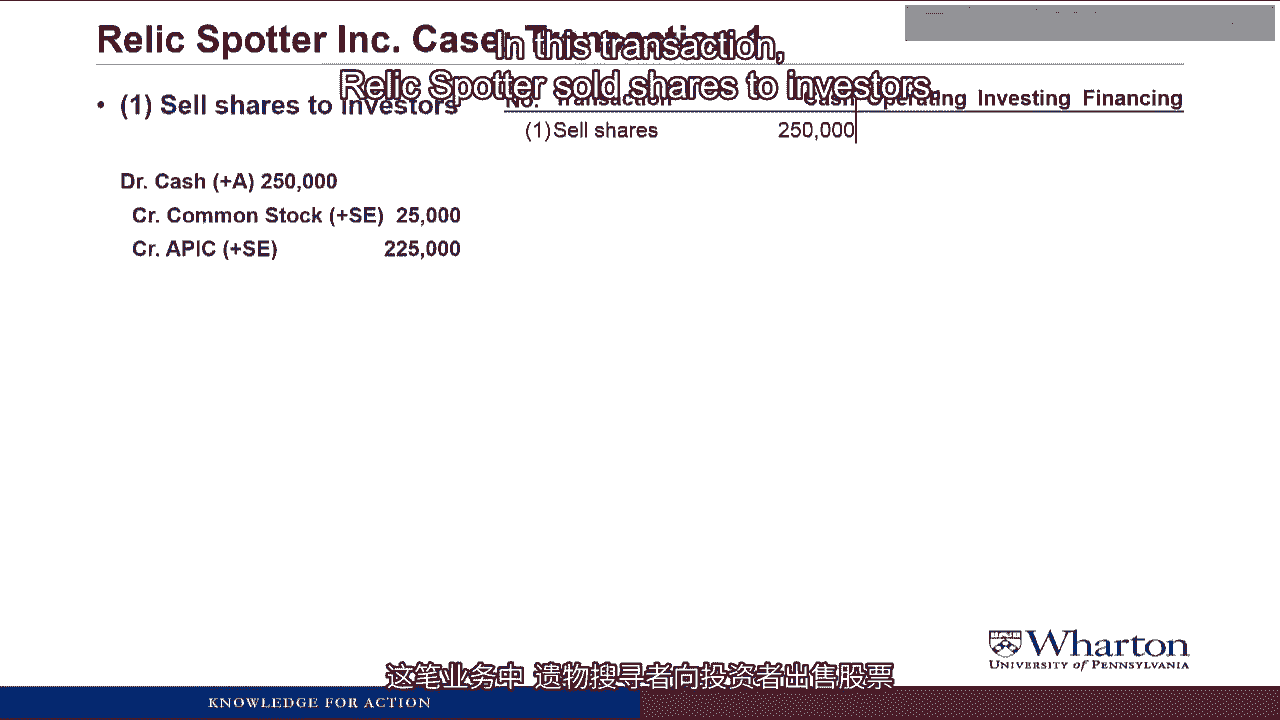 Relic Spotter Inc. Case: Transaction 1
In this transaction,
Relic Spotter sold shares to investors.
• (1) Sell shares to investors
No. Transaction Cash Operating Investing Financing
(1) Sell shares 250,000
Dr. Cash (+A) 250,000
Cr. Common Stock (+SE) 25,000
Cr. APIC (+SE) 225,000
Wharton
UNIVERSITY of PENNSYLVANIA
这笔业务中 遗物搜寻者向投资者出售股票
KNOWLEDGE FOR ACTION